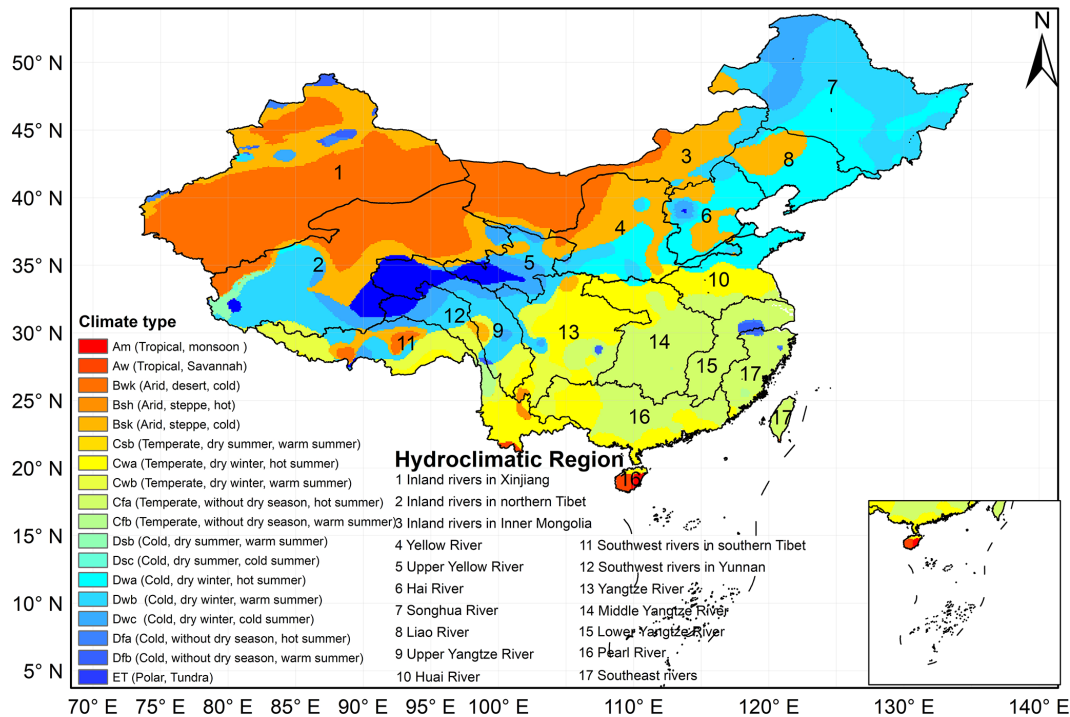 N
50° N
45° N
40° N
35° N
30° N
25° N
20° N
15° N
10° N
5° N
7
3
8
1
6
4
2
5
10
12
9
13
11
14
15
17
16
17
16
Climate type
Am (Tropical, monsoon )
Aw (Tropical, Savannah)
Bwk (Arid, desert, cold)
Bsh (Arid, steppe, hot)
Bsk (Arid, steppe, cold)
Csb (Temperate, dry summer, warm summer)
Cwa (Temperate, dry winter, hot summer)
Cwb (Temperate, dry winter, warm summer)
Cfa (Temperate, without dry season, hot summer)
Cfb (Temperate, without dry season, warm summer)
Dsb (Cold, dry summer, warm summer)
Dsc (Cold, dry summer, cold summer)
Dwa (Cold, dry winter, hot summer)
Dwb (Cold, dry winter, warm summer)
Dwc (Cold, dry winter, cold summer)
Dfa (Cold, without dry season, hot summer)
Dfb (Cold, without dry season, warm summer)
ET (Polar, Tundra)
Hydroclimatic Region
1 Inland rivers in Xinjiang
2 Inland rivers in northern Tibet
3 Inland rivers in Inner Mongolia
4 Yellow River
5 Upper Yellow River
6 Hai River
7 Songhua River
8 Liao River
9 Upper Yangtze River
10 Huai River
11 Southwest rivers in southern Tibet
12 Southwest rivers in Yunnan
13 Yangtze River
14 Middle Yangtze River
15 Lower Yangtze River
16 Pearl River
17 Southeast rivers
70° E 75° E 80° E 85° E 90° E 95° E 100° E 110° E 120° E 130° E 140° E